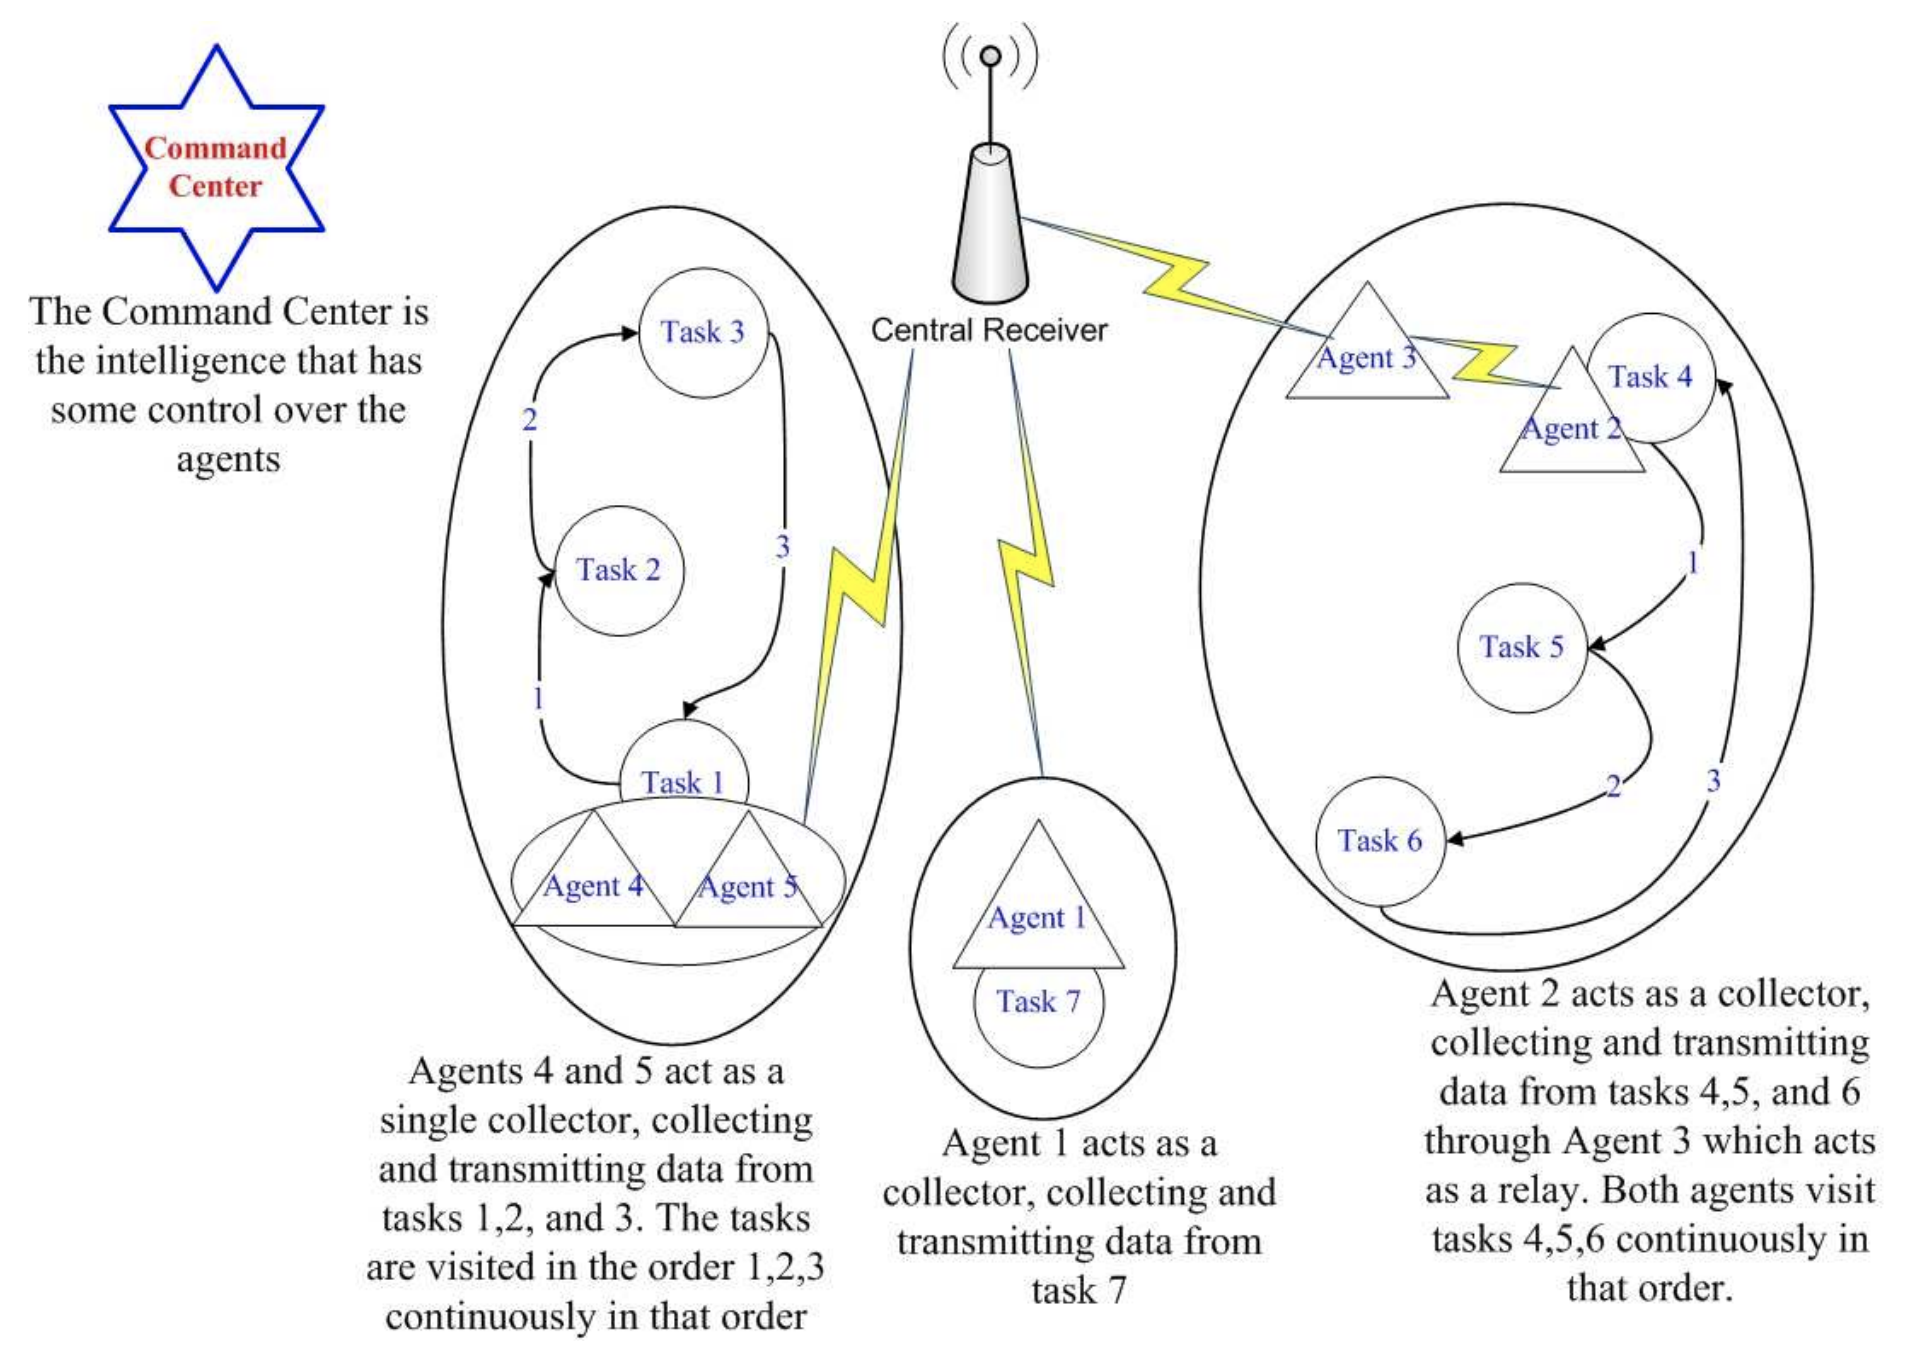 Command
Center
The Command Center is
the intelligence that has
some control over the
agents
Central Receiver
Task 3
2
3
Task 2
1
Task 1
Agent 4
Agent 5
Agents 4 and 5 act as a
single collector, collecting
and transmitting data from
tasks 1,2, and 3. The tasks
are visited in the order 1,2,3
continuously in that order
Agent 1
Task 7
Agent 1 acts as a
collector, collecting and
transmitting data from
task 7
Agent 3
Task 4
Agent 2
1
Task 5
2
3
Task 6
Agent 2 acts as a collector,
collecting and transmitting
data from tasks 4,5, and 6
through Agent 3 which acts
as a relay. Both agents visit
tasks 4,5,6 continuously in
that order.